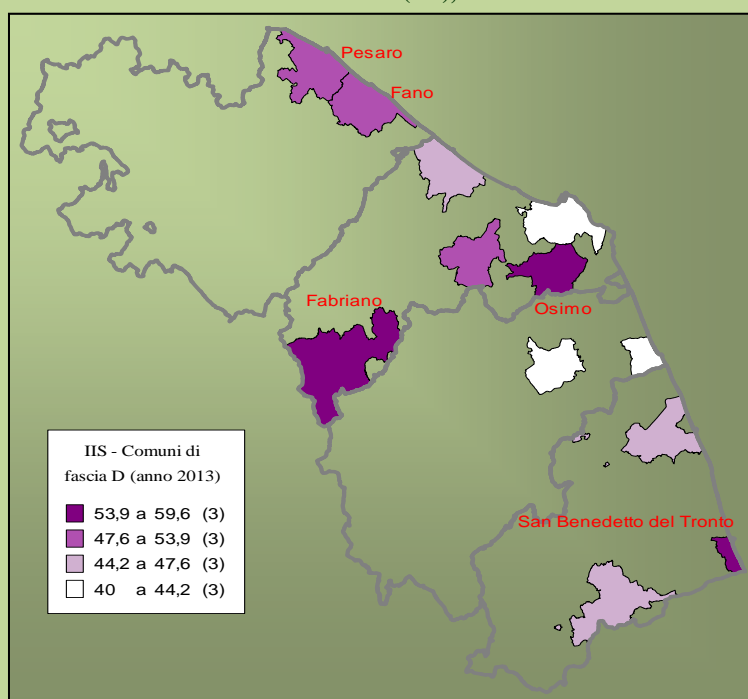 Pesaro
Fano
Fabriano
Osimo
San Benedetto del Tronto
IIS - Comuni di
fascia D (anno 2013)
53,9 a 59,6 (3)
47,6 a 53,9 (3)
44,2 a 47,6 (3)
40 a 44,2 (3)